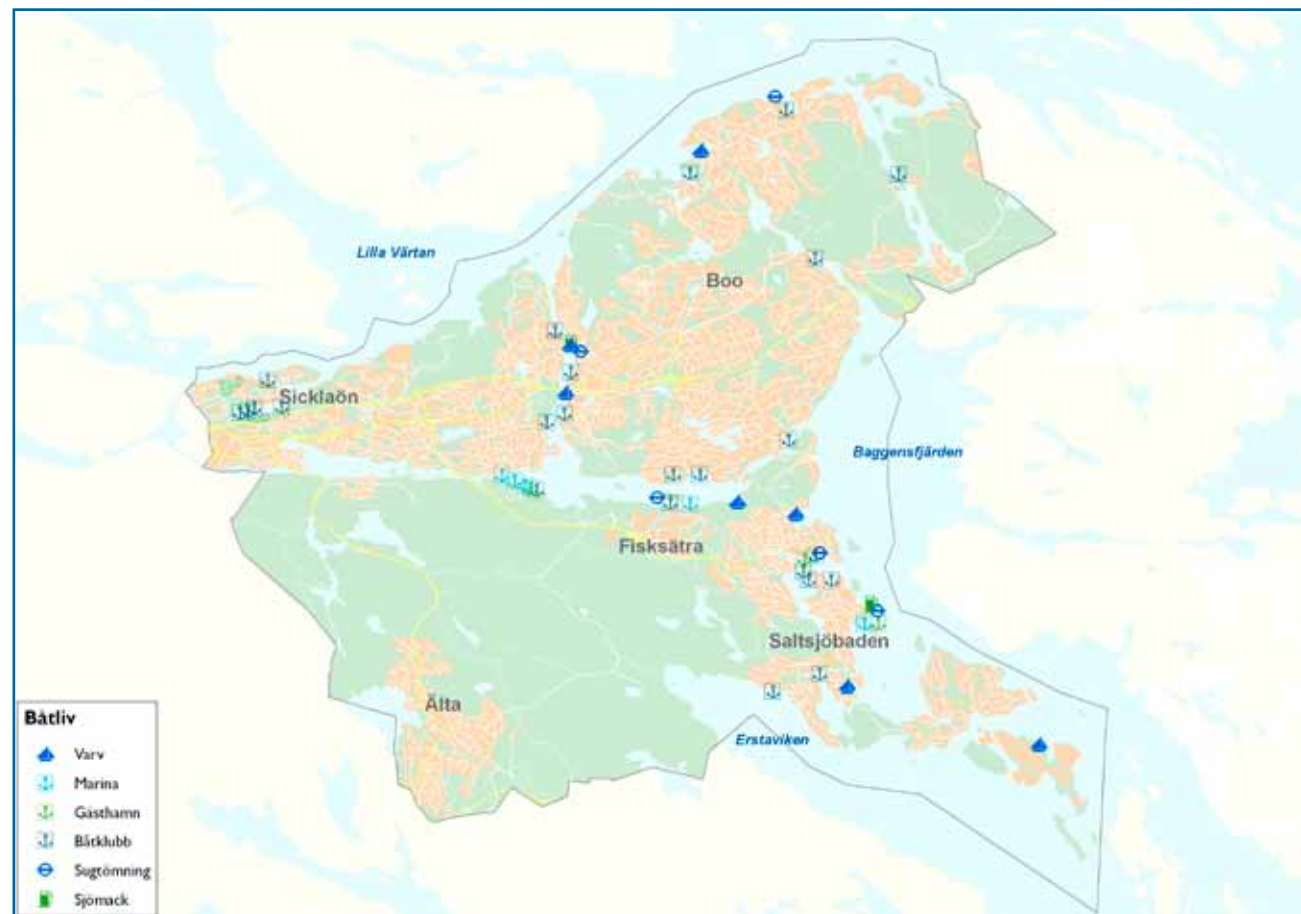 Lilla Värtan
Boo
Sicklaön
Baggensfjärden
Fisksätra
Saltsjöbaden
Älta
Erstaviken
Båtliv
Varv
Marina
Gästhamn
Båtklubb
Sugtömning
Sjömack